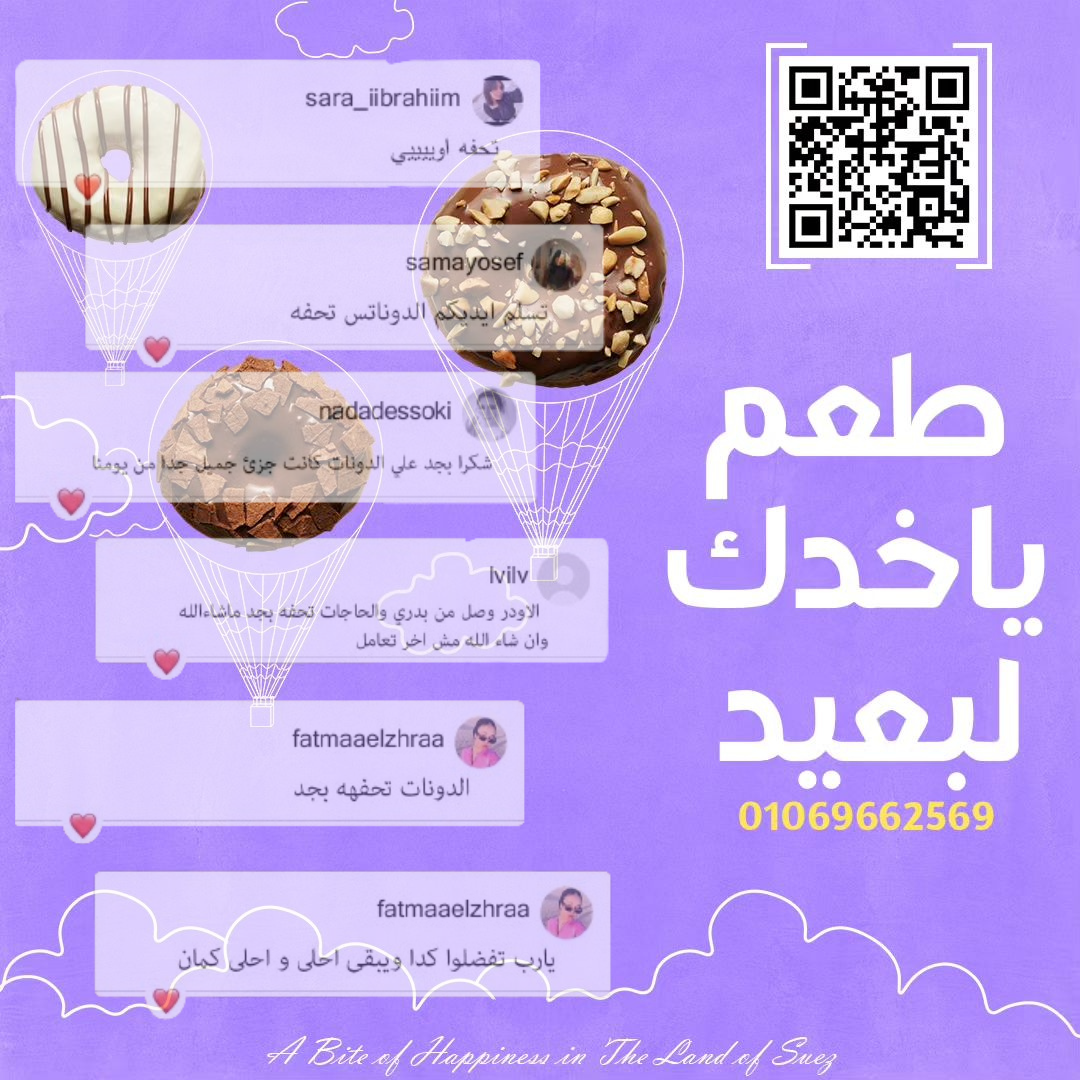 sara_iibrahiim
تحفه اوييييي
samayosef
تسلم ايديكم الدوناتس تحفه
nadadessoki
شكرا بجد علي الدونات كانت جزئ جميل جدا من يومنا
lvilv
الاودر وصل من بدري والحاجات تحفه بجد ماشاءالله
وان شاء الله مش اخر تعامل
fatmaaelzhraa
الدونات تحفهه بجد
fatmaaelzhraa
يارب تفضلوا كدا ويبقى احلى و احلى كمان
طعم
ياخدك
لبعيد
01069662569
A Bite of Happiness in The Land of Suez